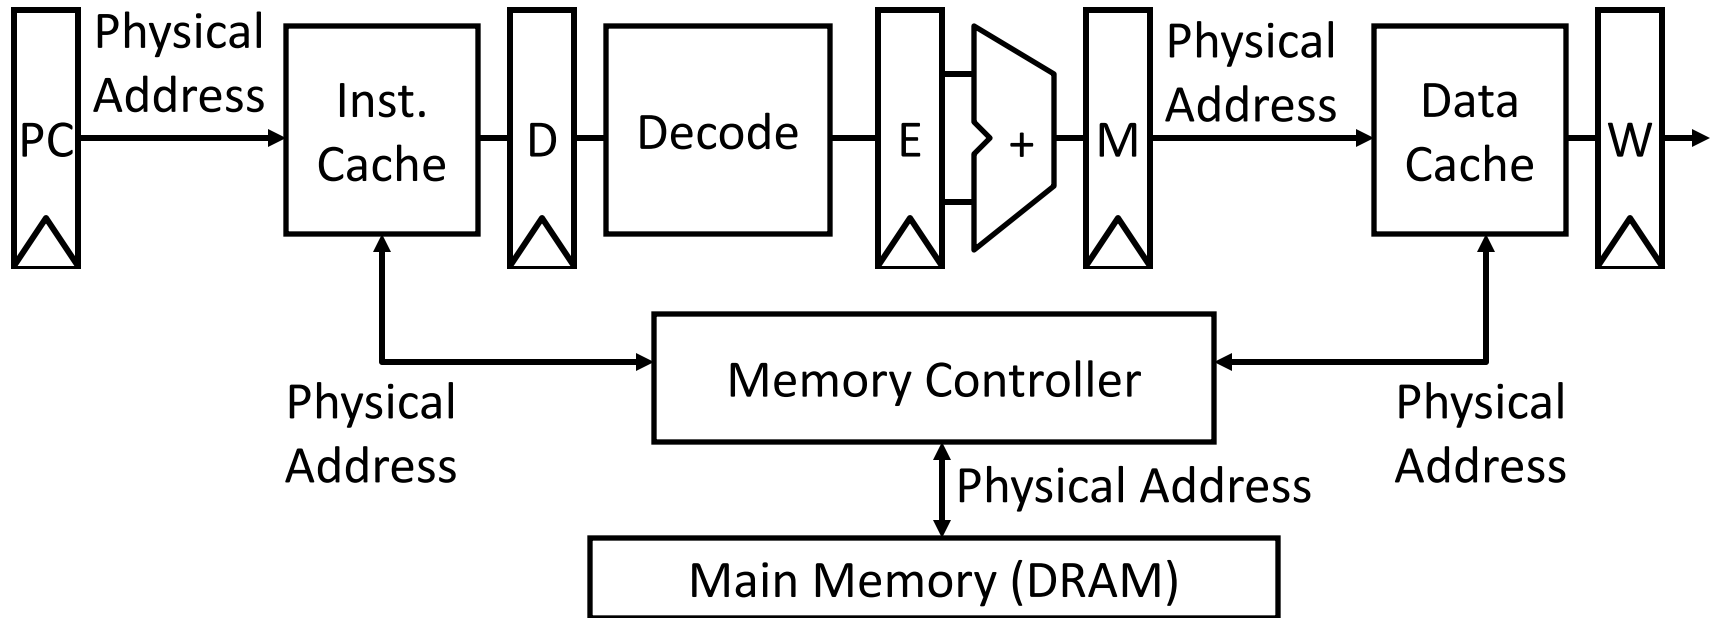 Physical
Address
PC
Inst.
Cache
D
Decode
E
+
M
Physical
Address
Data
Cache
W
Physical
Address
Memory Controller
Physical
Address
Physical Address
Main Memory (DRAM)